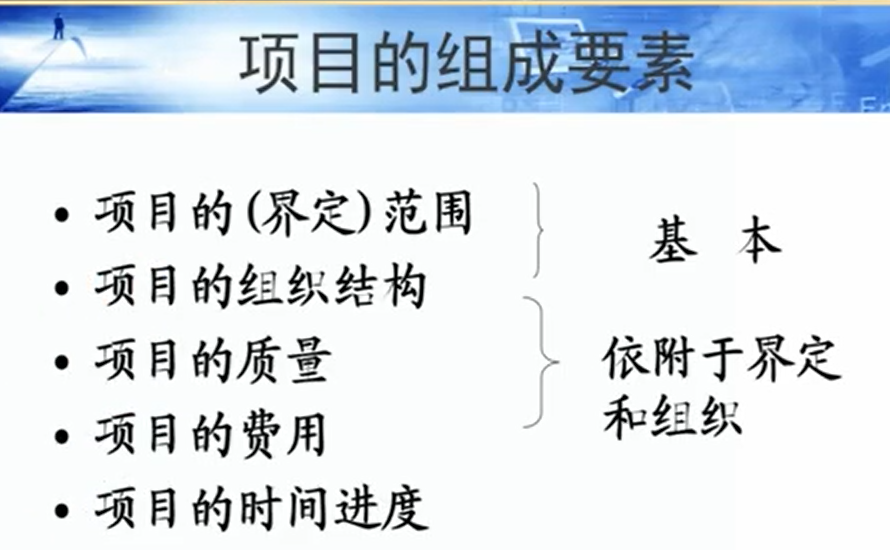 项目的组成要素
• 项目的(界定)范围
• 项目的组织结构
基 本
• 项目的质量
• 项目的费用
• 项目的时间进度
依附于界定
和组织